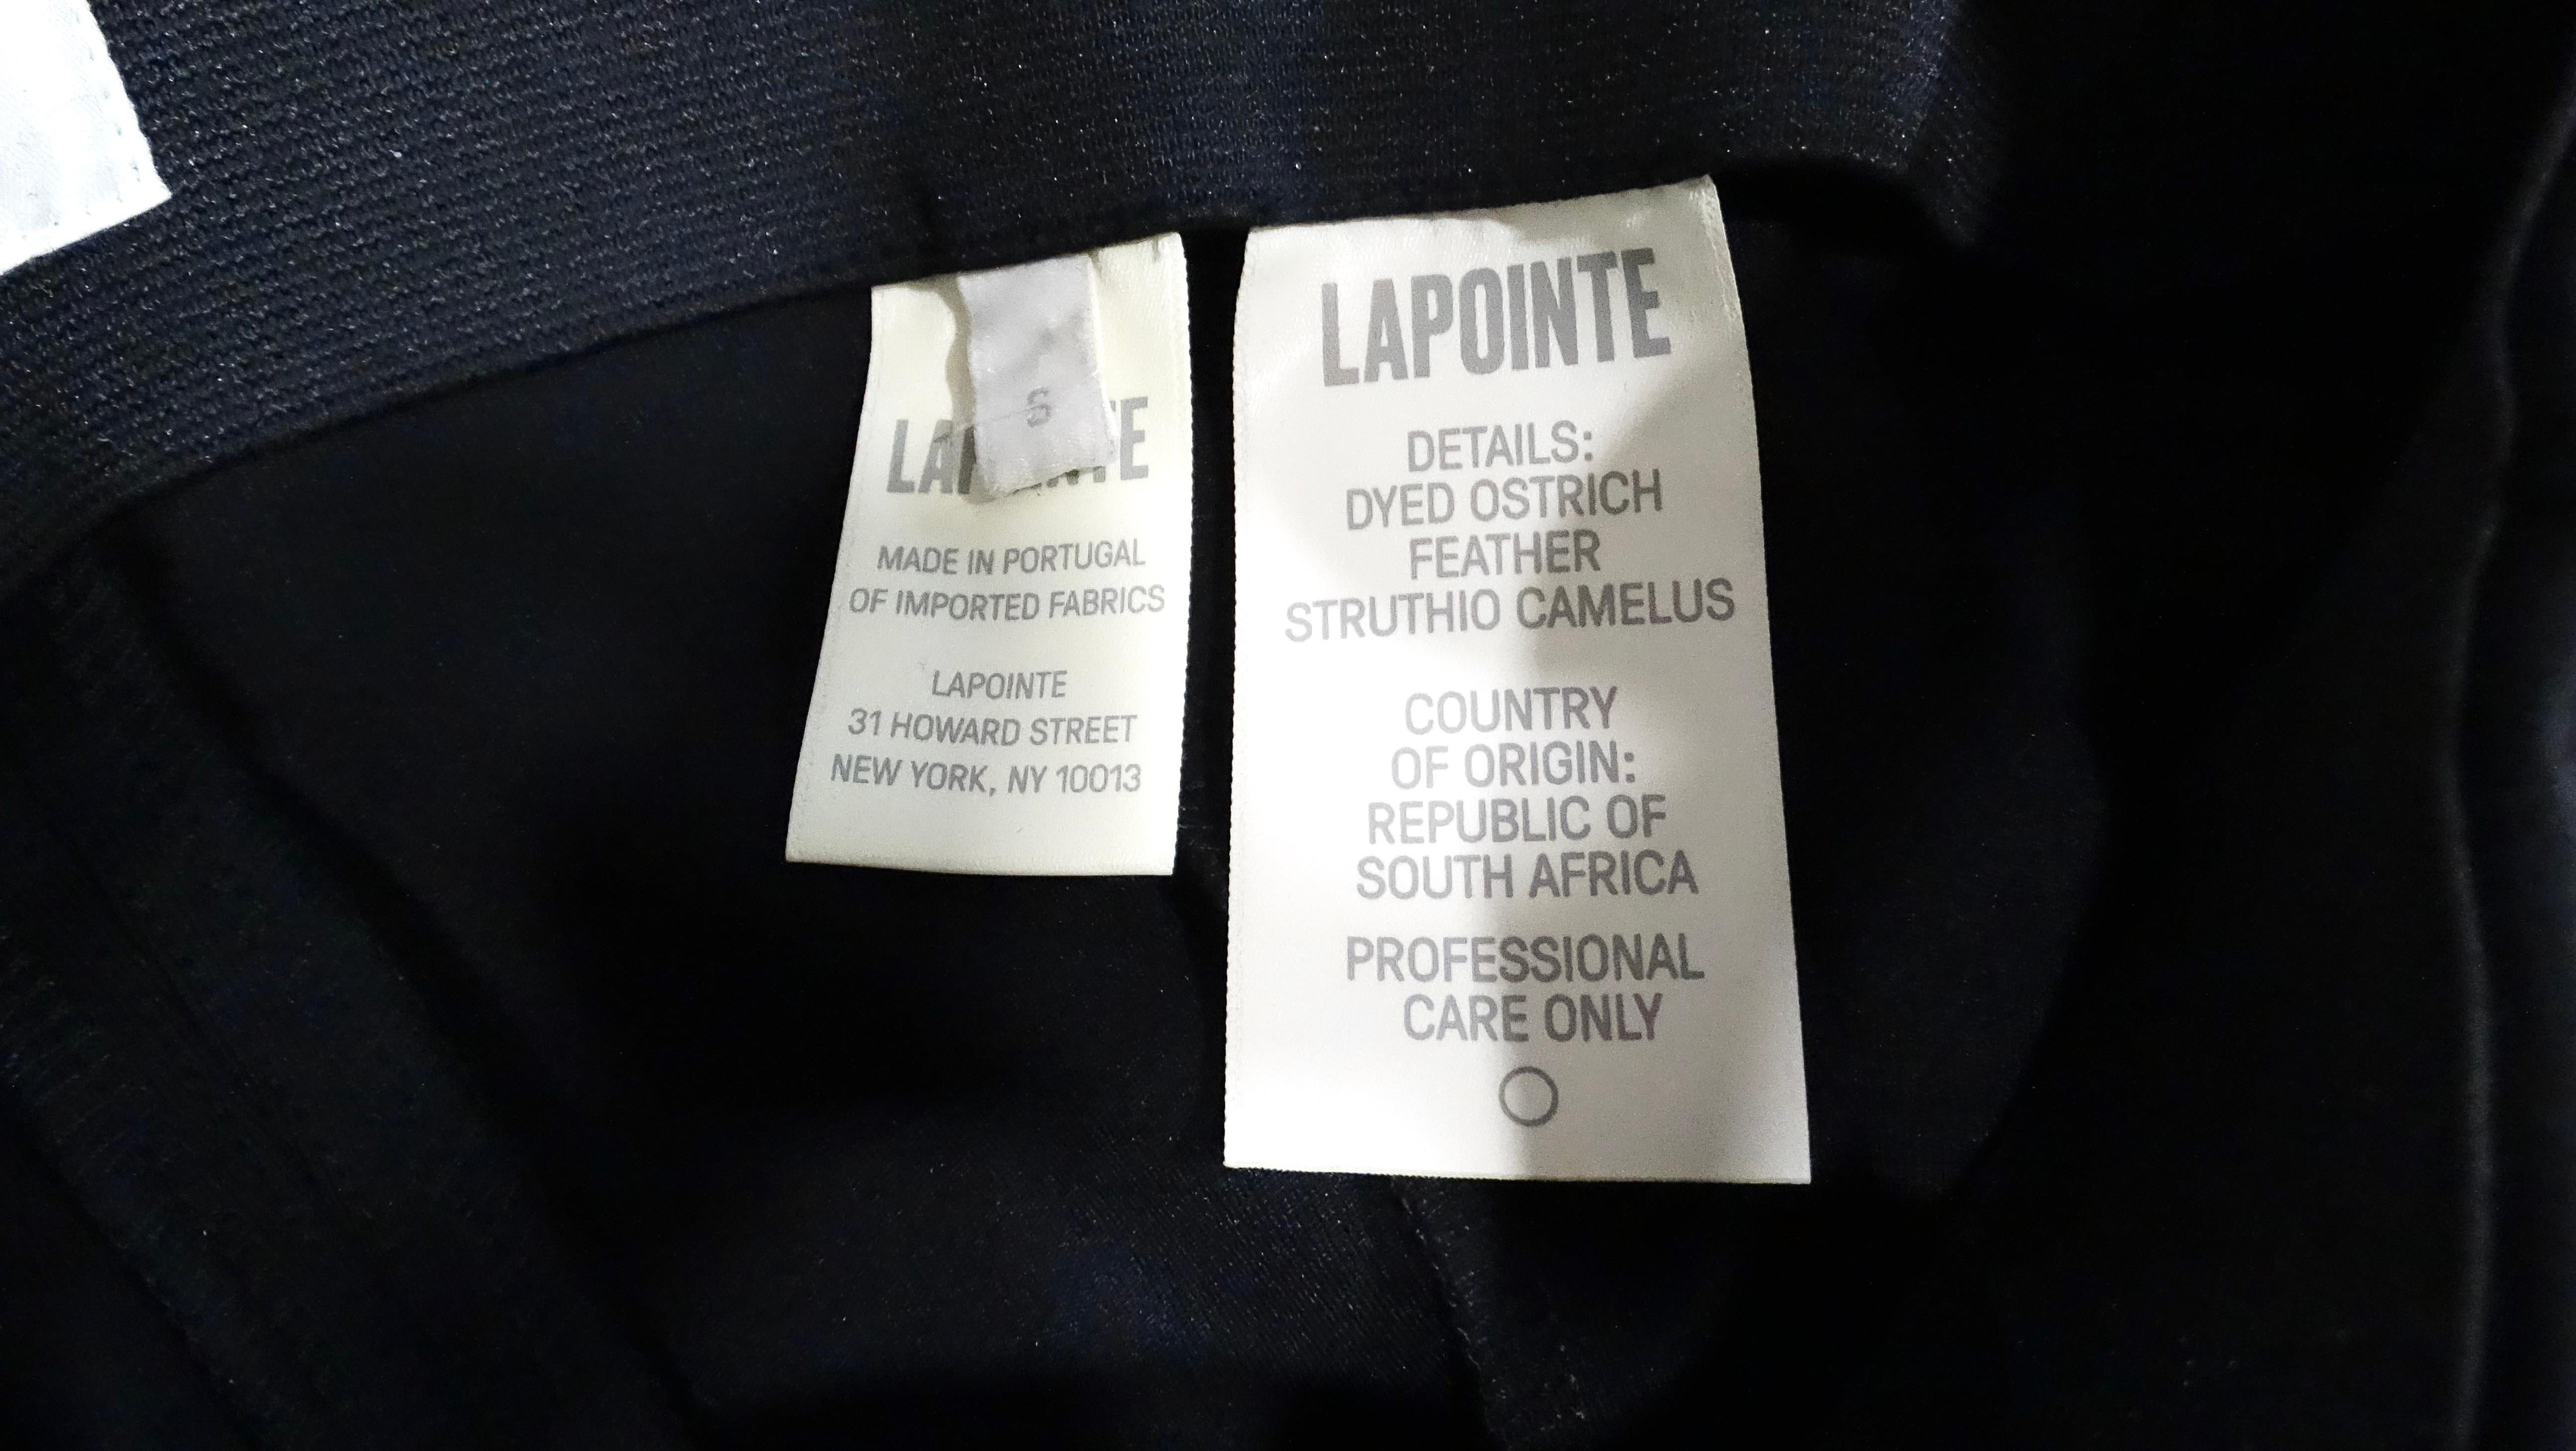 S
LAPOINTE
MADE IN PORTUGAL
OF IMPORTED FABRICS
LAPOINTE
31 HOWARD STREET
NEW YORK, NY 10013
LAPOINTE
DETAILS:
DYED OSTRICH
FEATHER
STRUTHIO CAMELUS
COUNTRY
OF ORIGIN:
REPUBLIC OF
SOUTH AFRICA
PROFESSIONAL
CARE ONLY